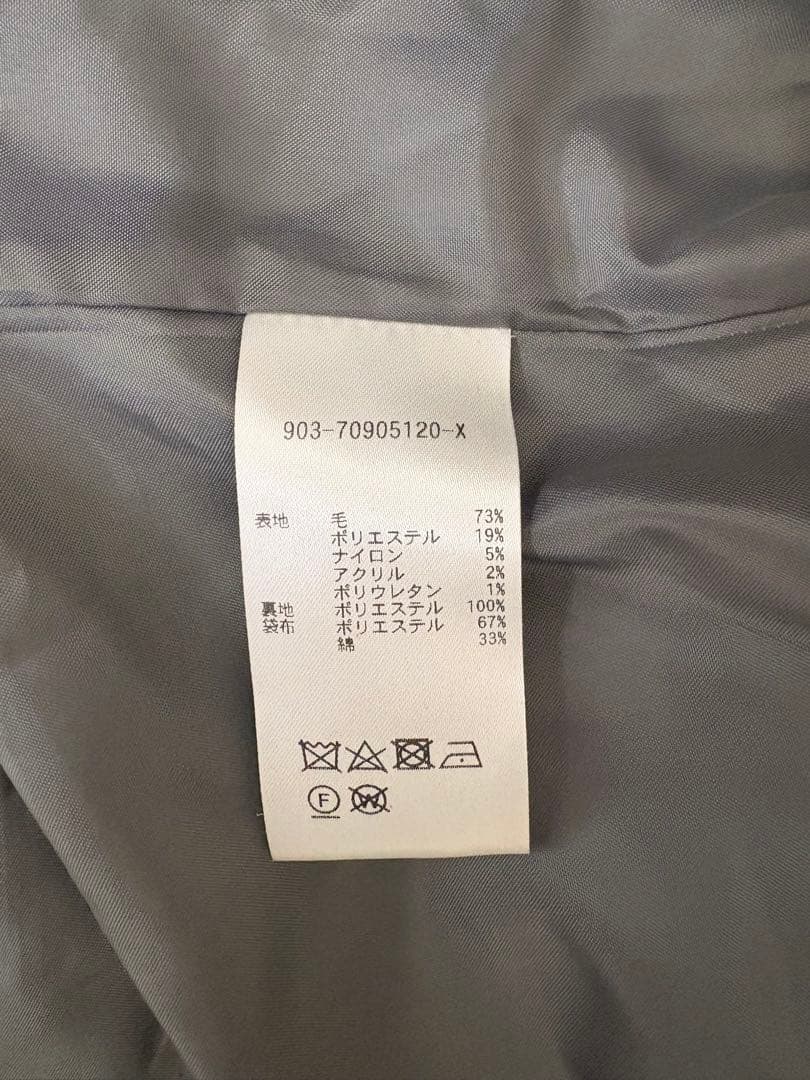 903-70905120-X
表地 毛 73%
ポリエステル 19%
ナイロン 5%
アクリル 2%
ポリウレタン 1%
裏地 ポリエステル 100%
袋布 ポリエステル 67%
綿 33%
F W